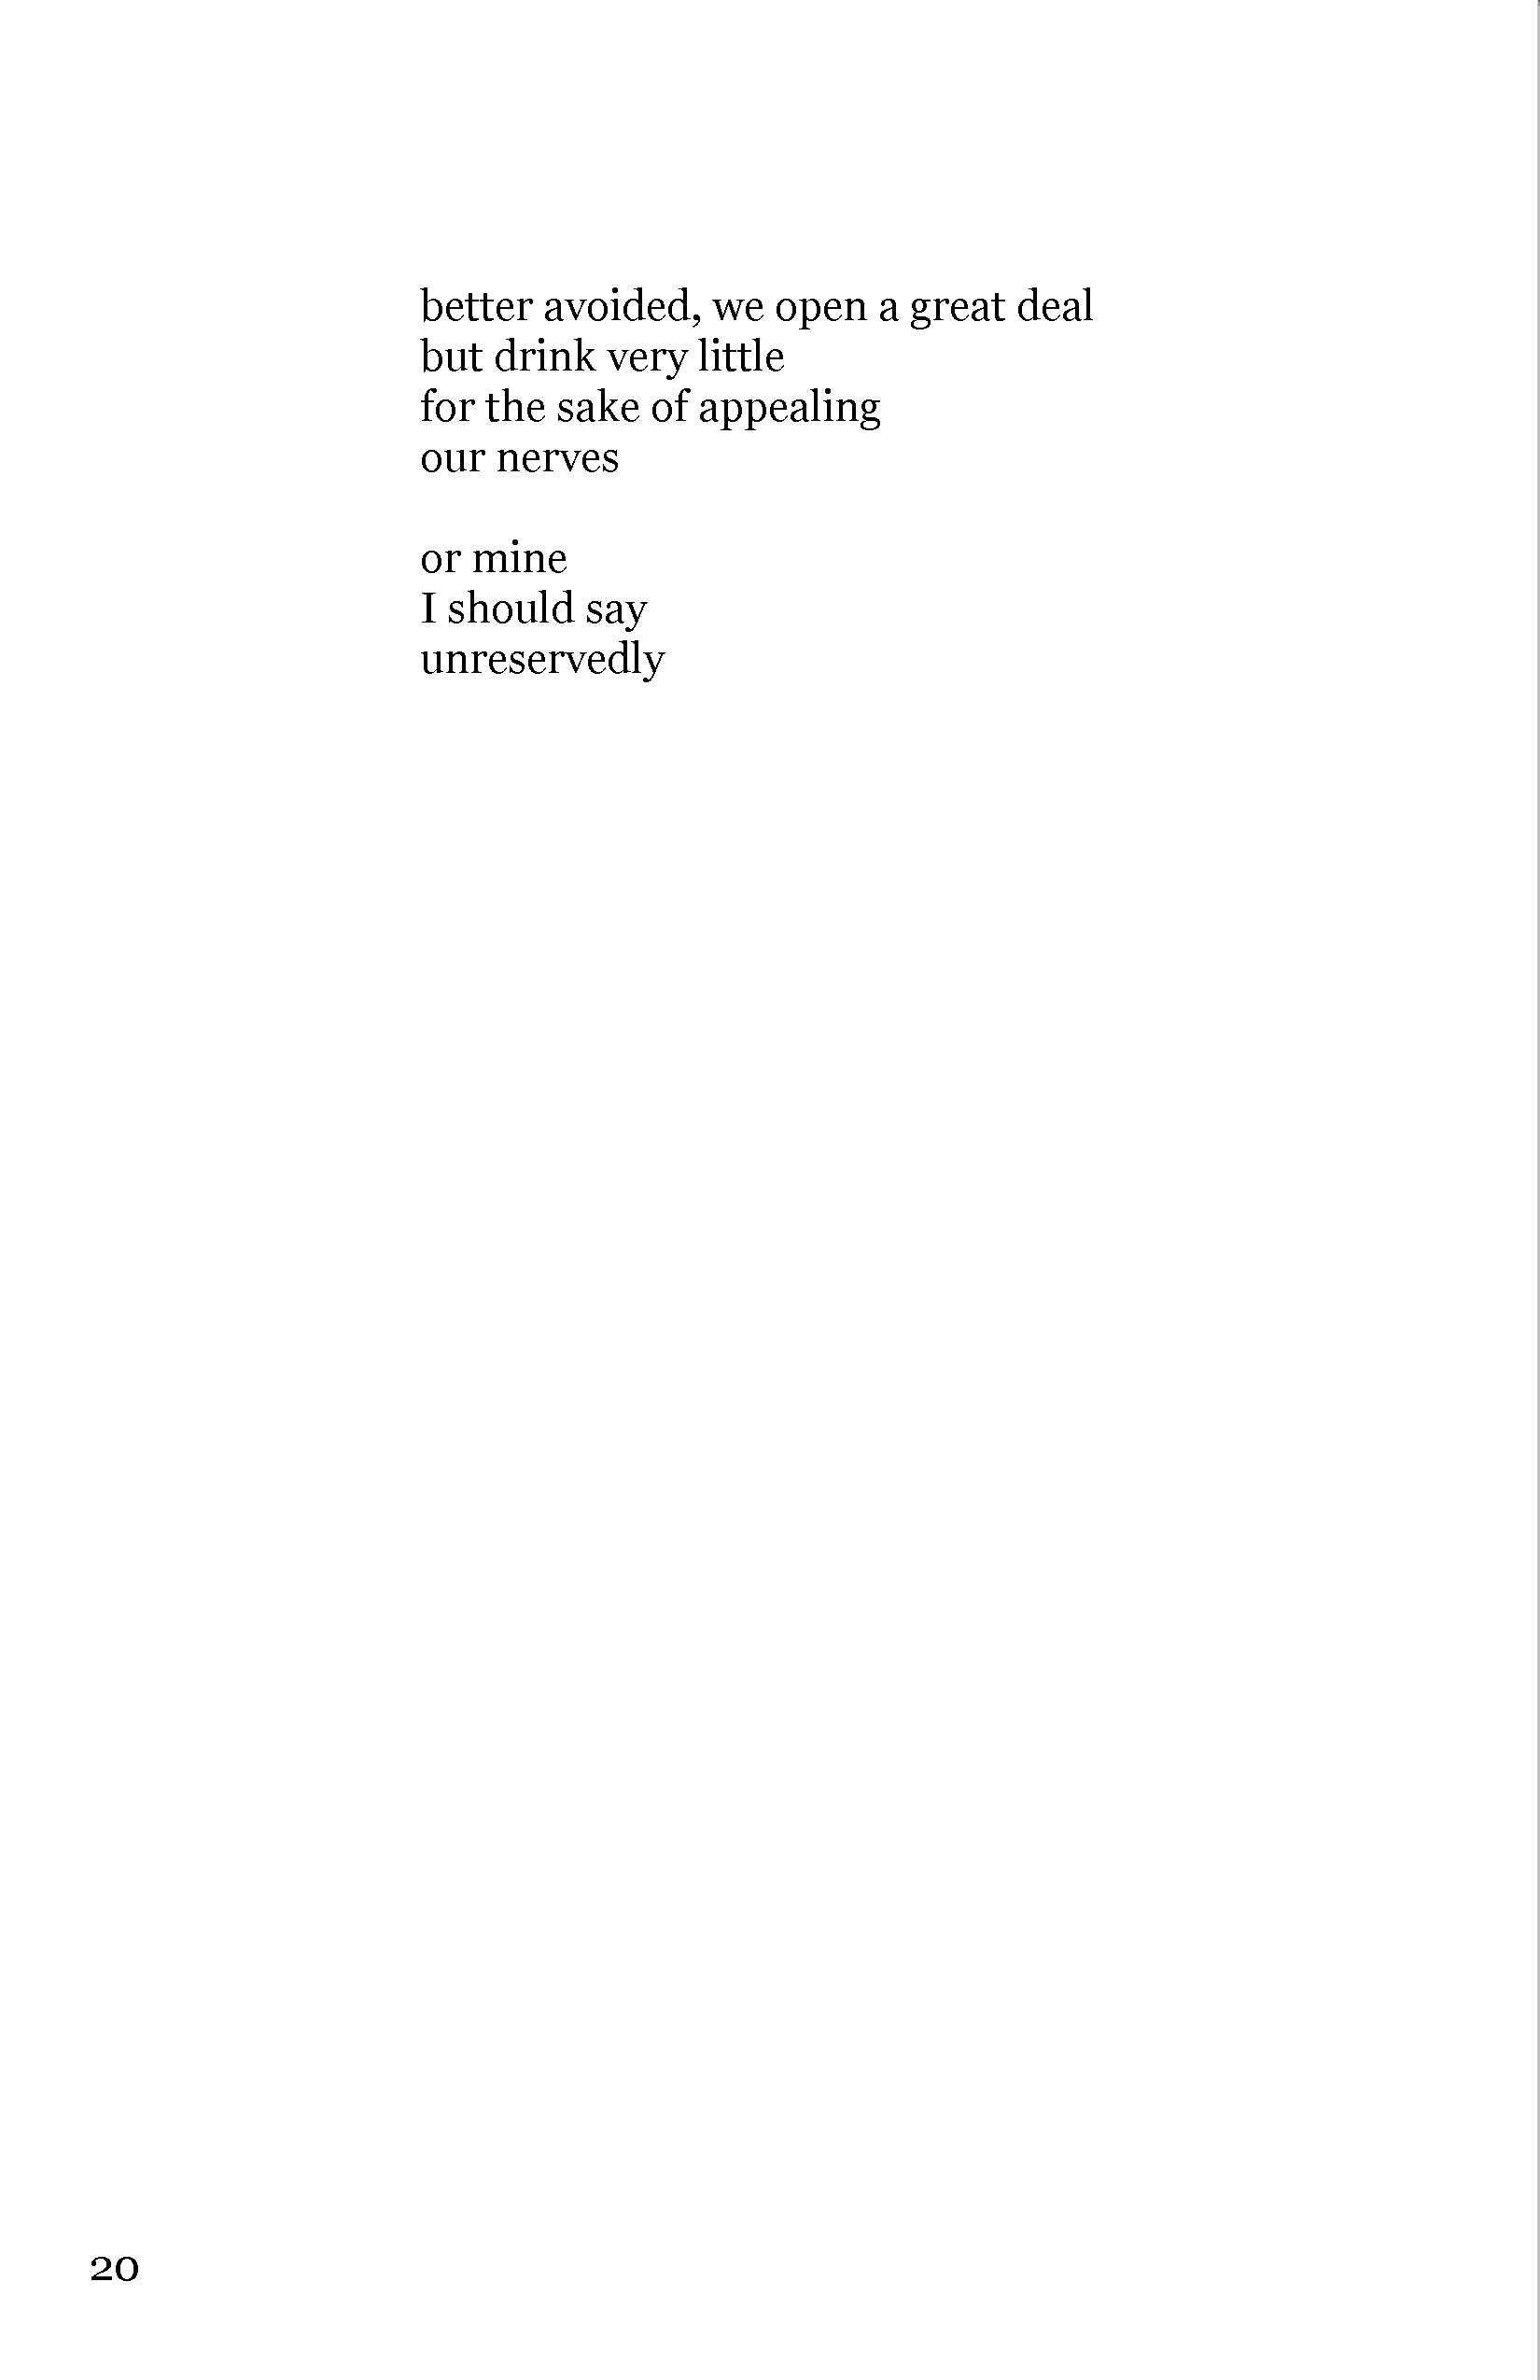 better avoided, we open a great deal
but drink very little
for the sake of appealing
our nerves

or mine
I should say
unreservedly

20